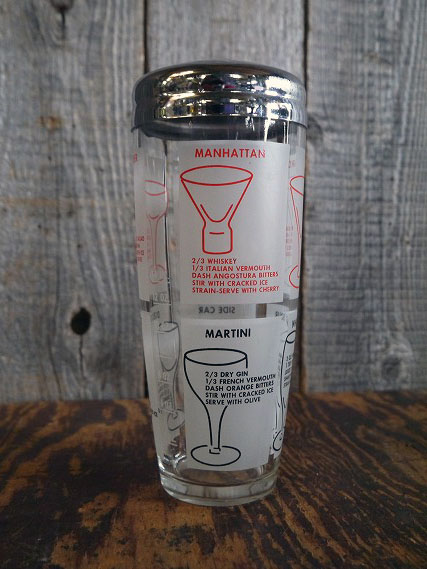 MANHATTAN
2/3 WHISKEY
1/3 ITALIAN VERMOUTH
DASH ANGOSTURA BITTERS
STIR WITH CRACKED ICE
STRAIN-SERVE WITH CHERRY
SIDE CAR
MARTINI
2/3 DRY GIN
1/3 FRENCH VERMOUTH
DASH ORANGE BITTERS
STIR WITH CRACKED ICE
SERVE WITH OLIVE